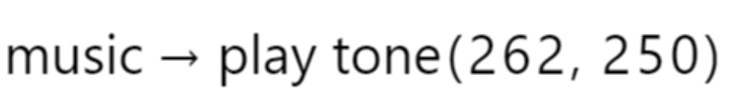 music → play tone(262, 250)